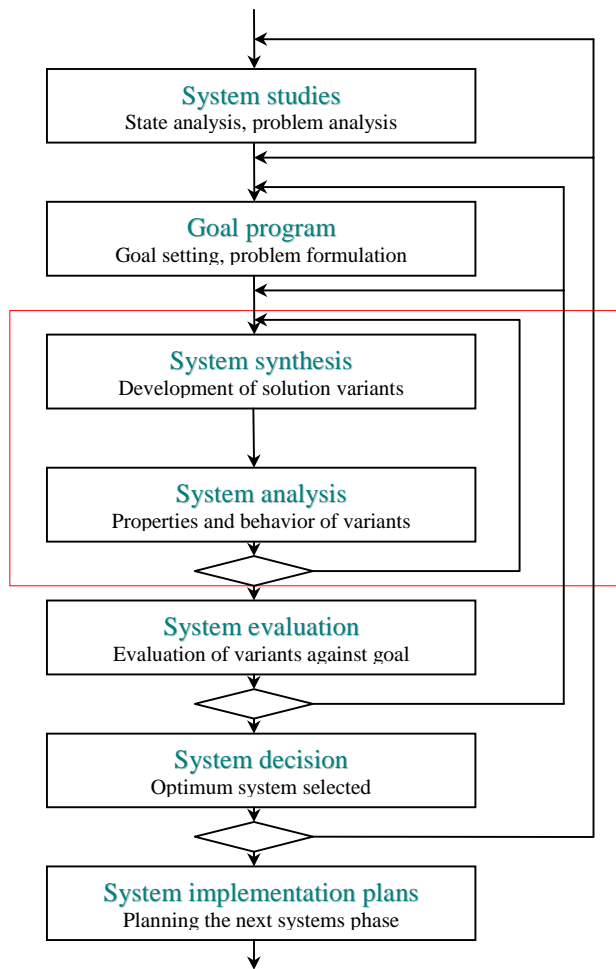 System studies
State analysis, problem analysis
Goal program
Goal setting, problem formulation
System synthesis
Development of solution variants
System analysis
Properties and behavior of variants
System evaluation
Evaluation of variants against goal
System decision
Optimum system selected
System implementation plans
Planning the next systems phase